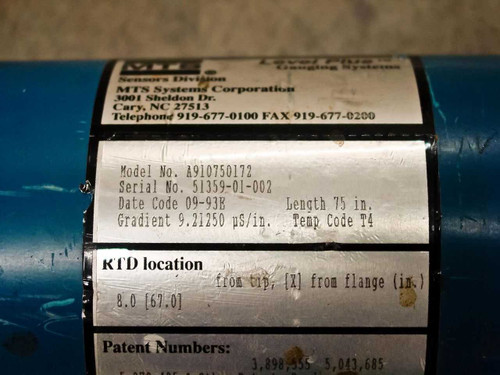 MTS ® Level Plus™
Sensors Division Gauging Systems
MTS Systems Corporation
3001 Sheldon Dr.
Cary, NC 27513
Telephone 919-677-0100 FAX 919-677-0200
Model No. A910750172
Serial No. 51359-01-002
Date Code 09-93E Length 75 in.
Gradient 9.21250 µS/in. Temp Code T4
RTD location
from tip, [X] from flange (in.)
8.0 [67.0]
Patent Numbers:
3,898,555 5,043,685